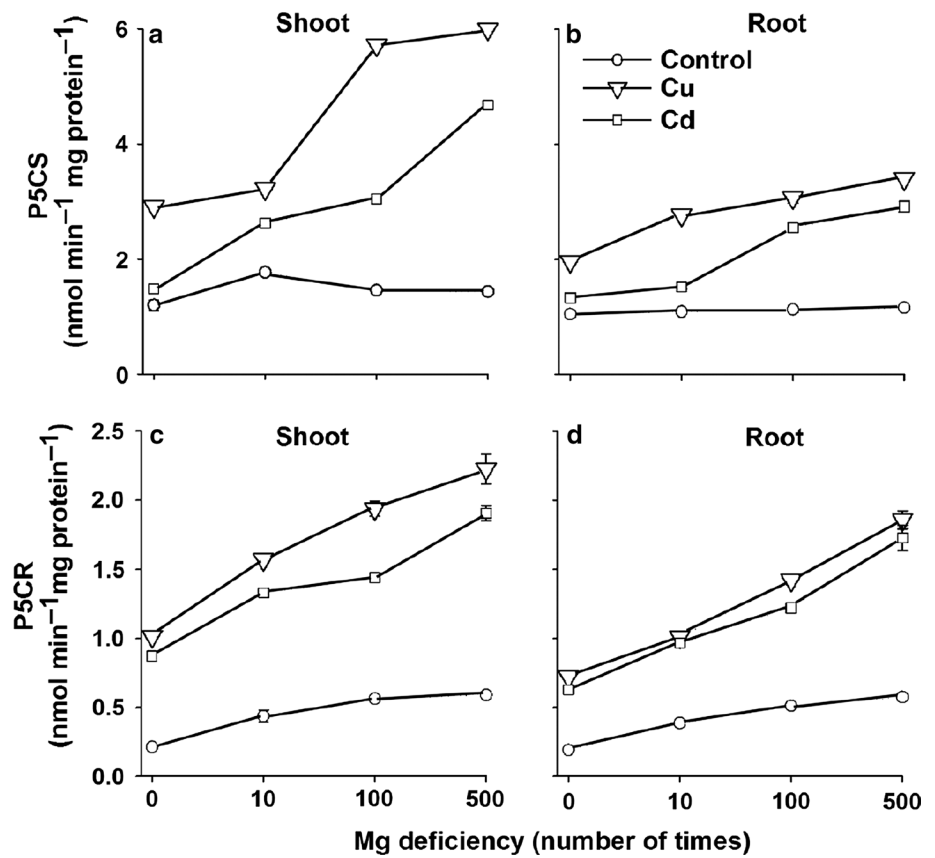 a Shoot
b Root
Control
Cu
Cd
P5CS
(nmol min⁻¹ mg protein⁻¹)
6
4
2
0
c Shoot
d Root
P5CR
(nmol min⁻¹mg protein⁻¹)
2.5
2.0
1.5
1.0
0.5
0.0
0 10 100 500
0 10 100 500
Mg deficiency (number of times)